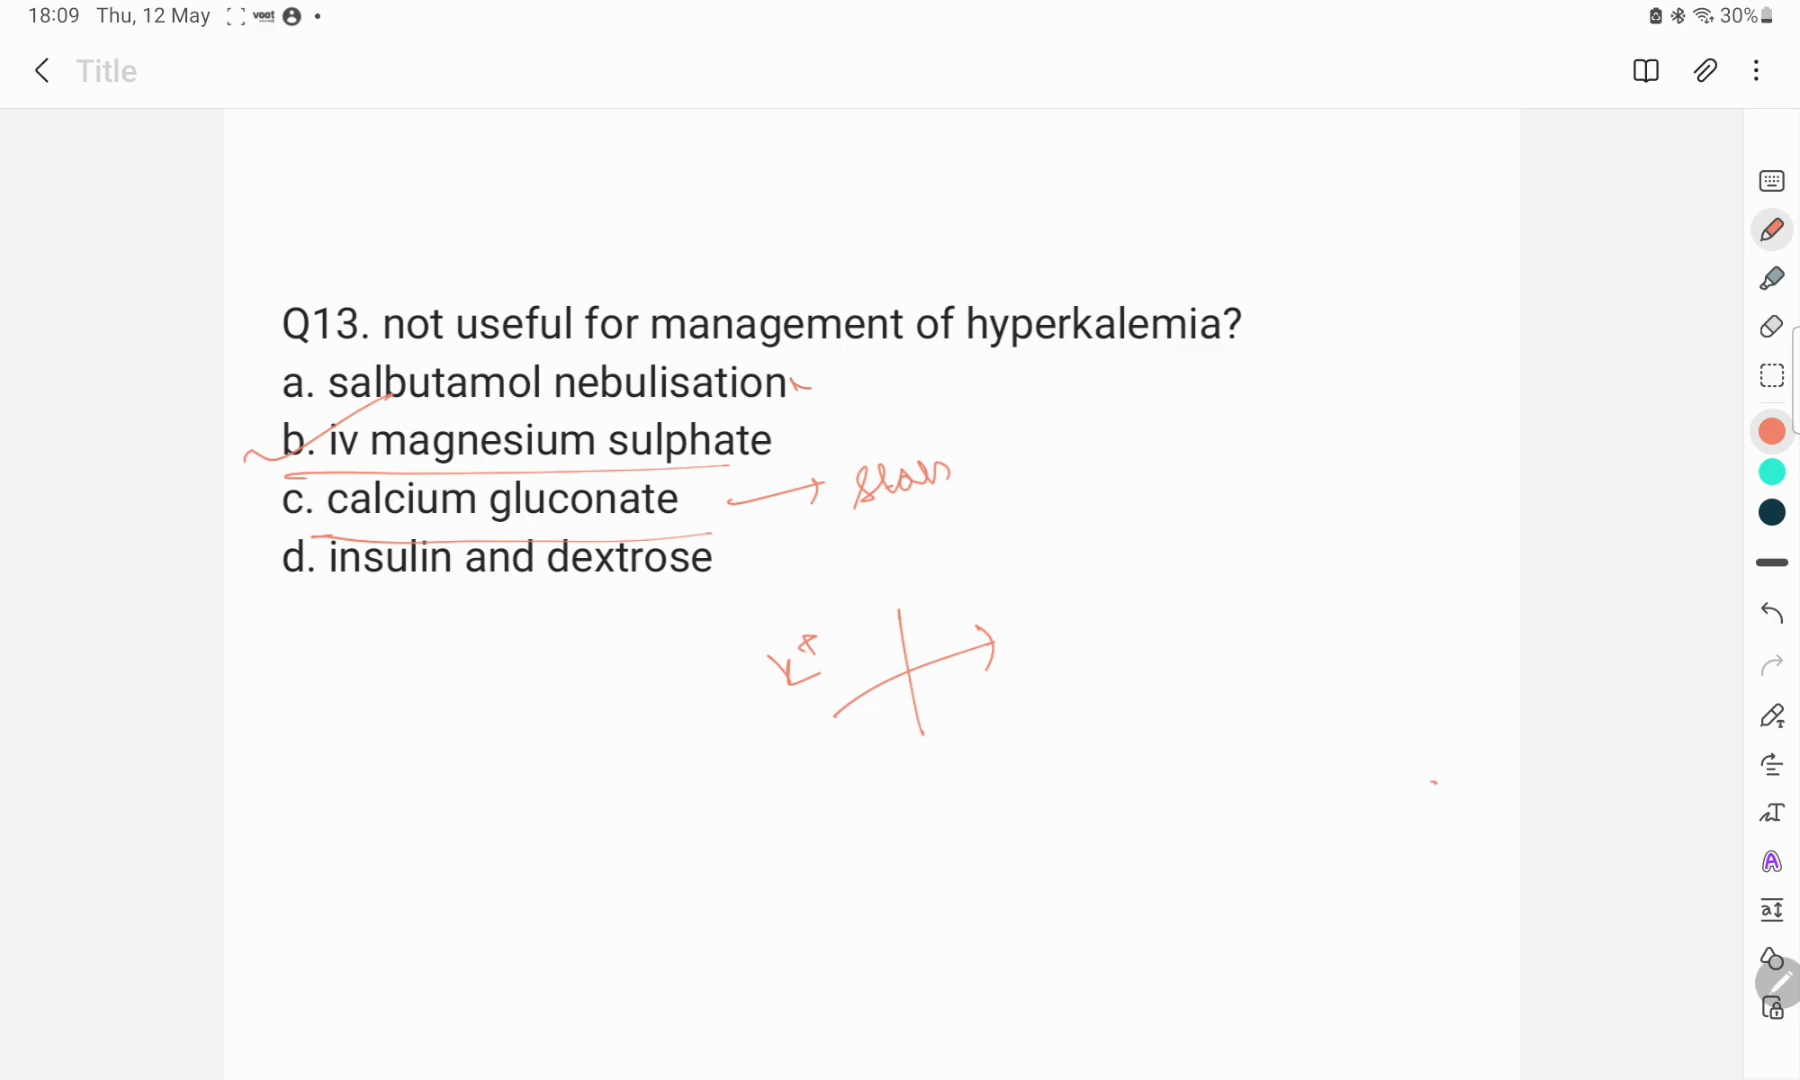 18:09 Thu, 12 May voot 30%
Title
Q13. not useful for management of hyperkalemia?
a. salbutamol nebulisation
b. iv magnesium sulphate
c. calcium gluconate
d. insulin and dextrose
K+